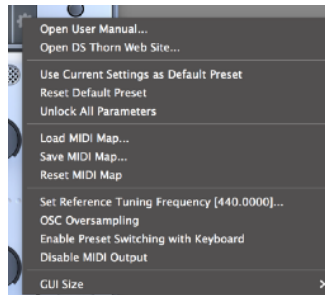 Open User Manual...
Open DS Thorn Web Site...
Use Current Settings as Default Preset
Reset Default Preset
Unlock All Parameters
Load MIDI Map...
Save MIDI Map...
Reset MIDI Map
Set Reference Tuning Frequency [440.0000]...
OSC Oversampling
Enable Preset Switching with Keyboard
Disable MIDI Output
GUI Size